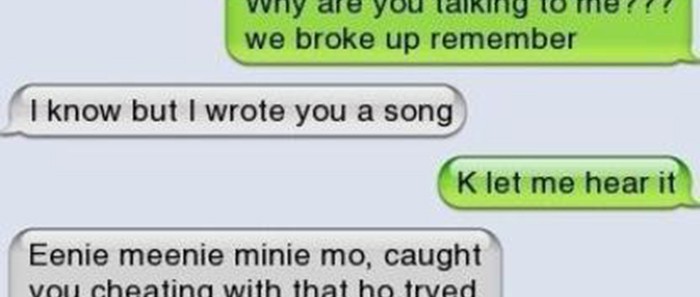 Why are you talking to me???
we broke up remember
I know but I wrote you a song
K let me hear it
Eenie meenie minie mo, caught
you cheating with that ho tryed